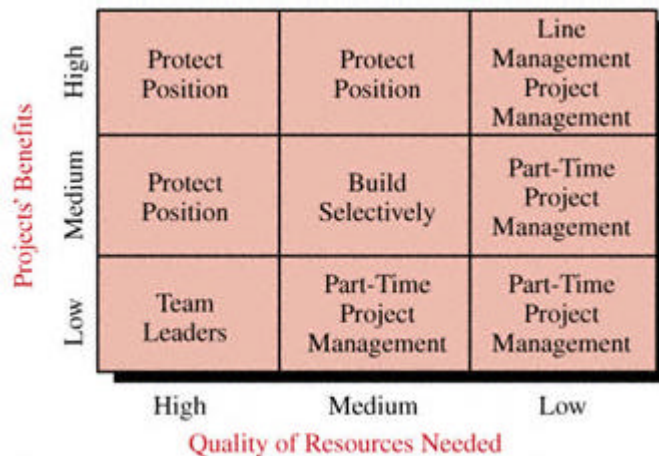 Projects' Benefits
High
Protect
Position
Protect
Position
Line
Management
Project
Management
Medium
Protect
Position
Build
Selectively
Part-Time
Project
Management
Low
Team
Leaders
Part-Time
Project
Management
Part-Time
Project
Management
High
Medium
Low
Quality of Resources Needed